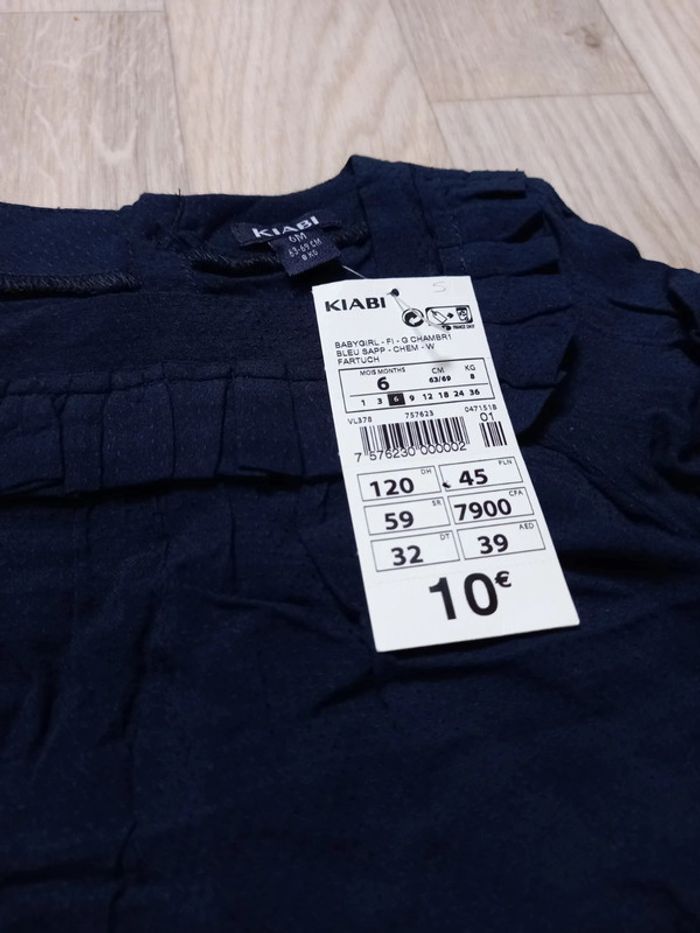 KIABI
6M
63-69 CM
8 KG
KIABI
FRANCE ONLY
BABYGIRL - FI - G CHAMBR1
BLEU SAPP - CHEM - W
FARTUCH
MOIS MONTHS CM KG
6 63/69 8
1 3 6 9 12 18 24 36
VL378 757623 0471518
01
7 576230 000002
120 DH 45 PLN
59 SR 7900 CFA
32 DT 39 AED
10€